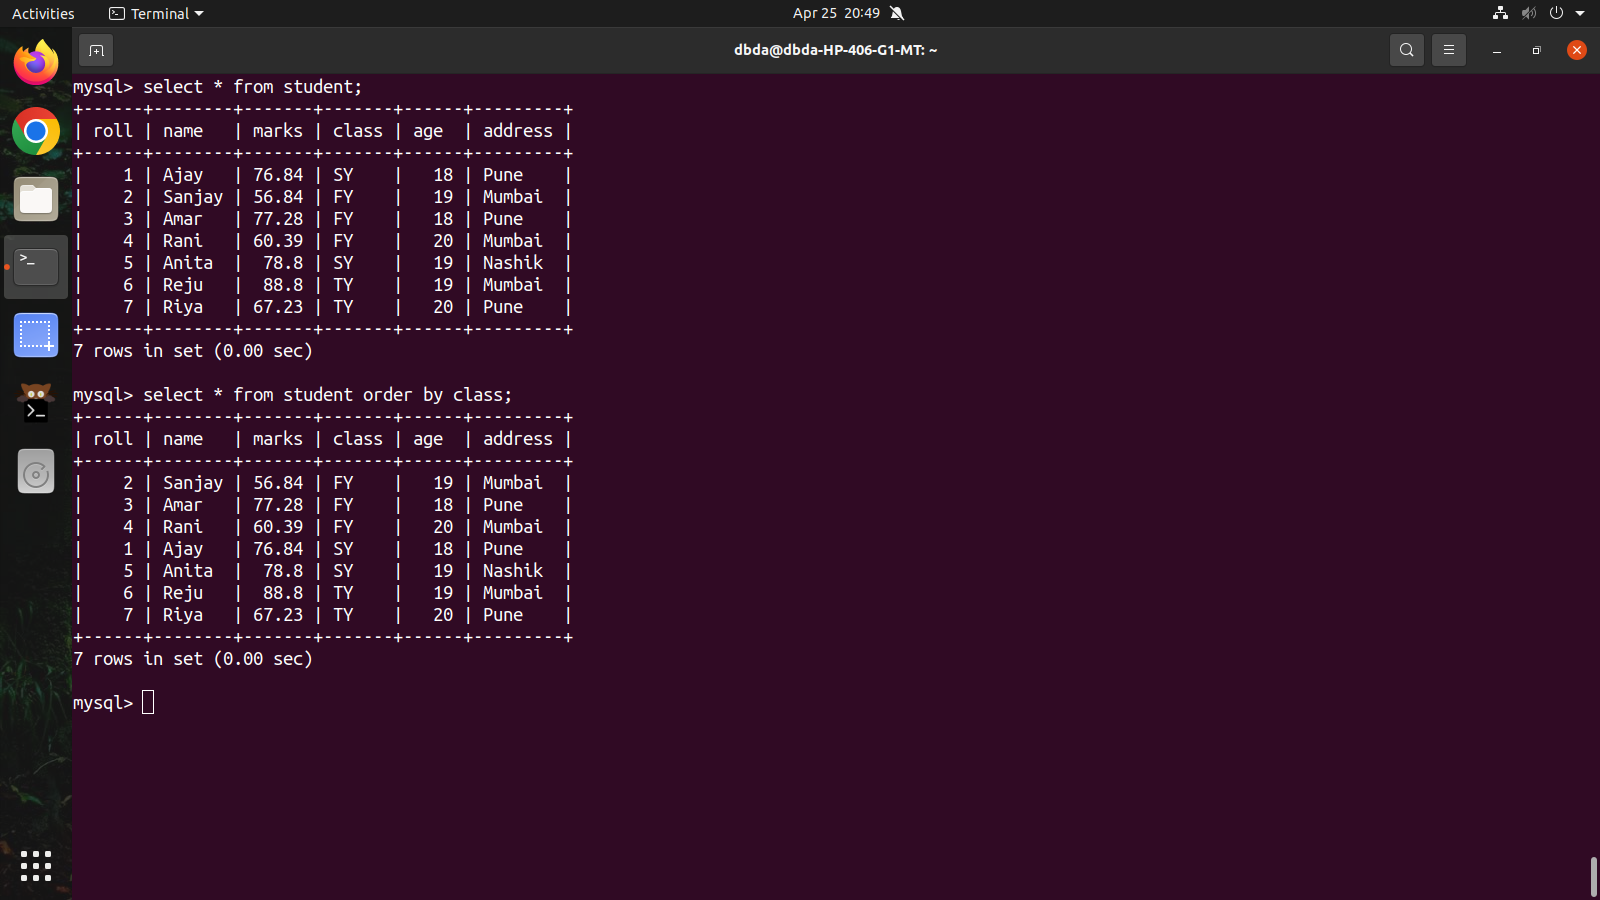 Activities Terminal Apr 25 20:49
dbda@dbda-HP-406-G1-MT: ~
mysql> select * from student;
+------+--------+-------+-------+------+---------+
| roll | name   | marks | class | age  | address |
+------+--------+-------+-------+------+---------+
|    1 | Ajay   | 76.84 | SY    |   18 | Pune    |
|    2 | Sanjay | 56.84 | FY    |   19 | Mumbai  |
|    3 | Amar   | 77.28 | FY    |   18 | Pune    |
|    4 | Rani   | 60.39 | FY    |   20 | Mumbai  |
|    5 | Anita  |  78.8 | SY    |   19 | Nashik  |
|    6 | Reju   |  88.8 | TY    |   19 | Mumbai  |
|    7 | Riya   | 67.23 | TY    |   20 | Pune    |
+------+--------+-------+-------+------+---------+
7 rows in set (0.00 sec)
mysql> select * from student order by class;
+------+--------+-------+-------+------+---------+
| roll | name   | marks | class | age  | address |
+------+--------+-------+-------+------+---------+
|    2 | Sanjay | 56.84 | FY    |   19 | Mumbai  |
|    3 | Amar   | 77.28 | FY    |   18 | Pune    |
|    4 | Rani   | 60.39 | FY    |   20 | Mumbai  |
|    1 | Ajay   | 76.84 | SY    |   18 | Pune    |
|    5 | Anita  |  78.8 | SY    |   19 | Nashik  |
|    6 | Reju   |  88.8 | TY    |   19 | Mumbai  |
|    7 | Riya   | 67.23 | TY    |   20 | Pune    |
+------+--------+-------+-------+------+---------+
7 rows in set (0.00 sec)
mysql>